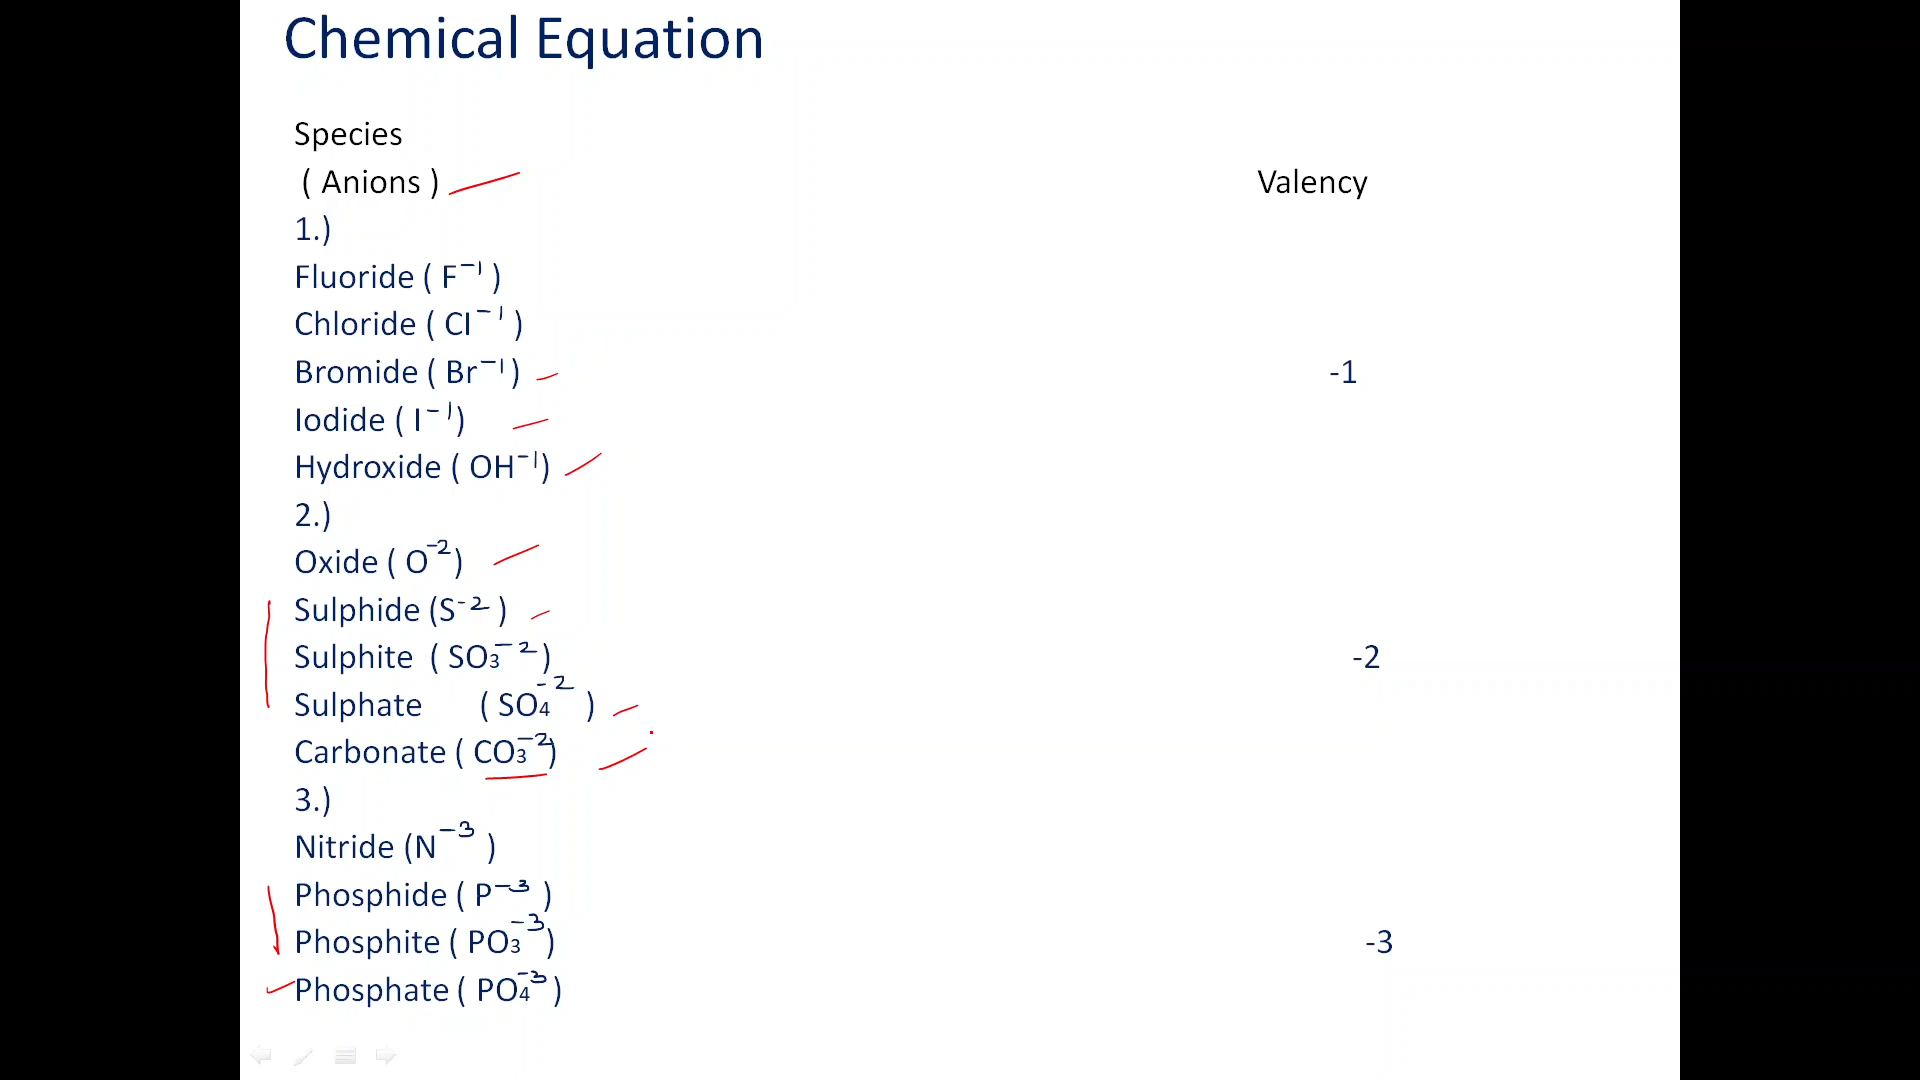 Chemical Equation
Species
( Anions ) Valency
1.)
Fluoride ( F⁻¹ )
Chloride ( Cl⁻¹ )
Bromide ( Br⁻¹ ) -1
Iodide ( I⁻¹ )
Hydroxide ( OH⁻¹ )
2.)
Oxide ( O⁻² )
Sulphide (S⁻² )
Sulphite ( SO₃⁻² ) -2
Sulphate ( SO₄⁻² )
Carbonate ( CO₃⁻² )
3.)
Nitride (N⁻³ )
Phosphide ( P⁻³ )
Phosphite ( PO₃⁻³ ) -3
Phosphate ( PO₄⁻³ )